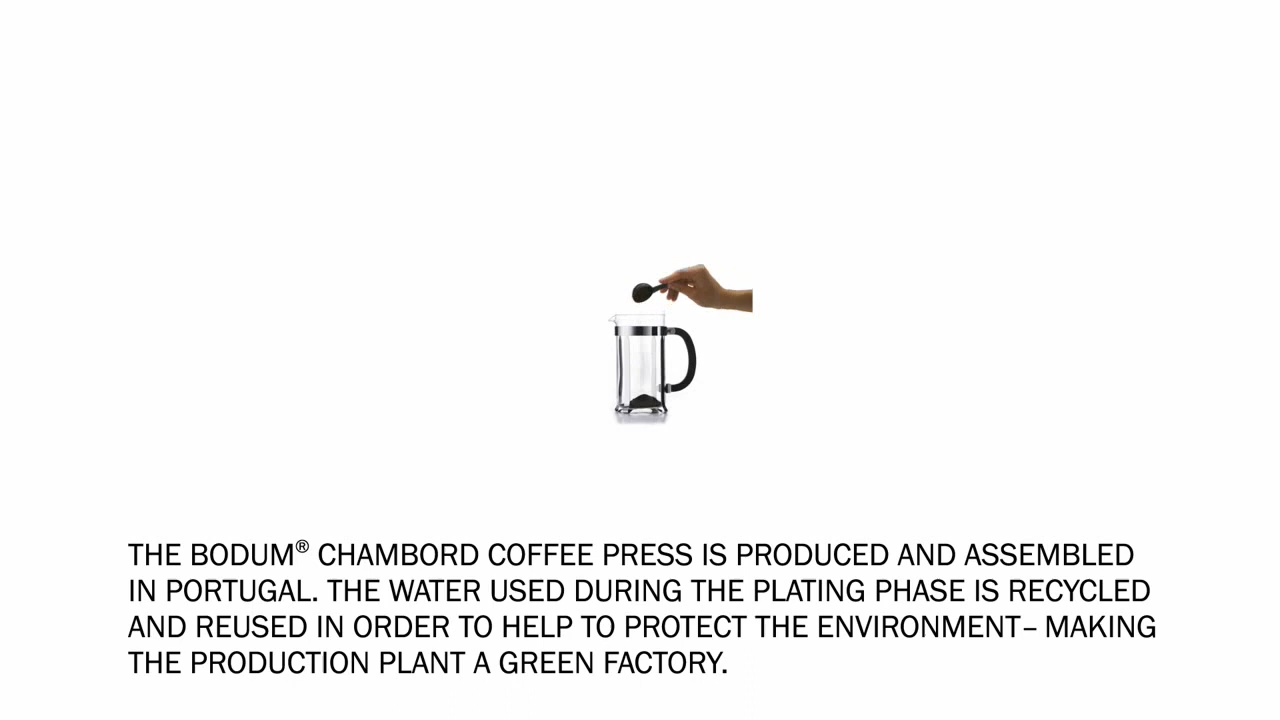 THE BODUM® CHAMBORD COFFEE PRESS IS PRODUCED AND ASSEMBLED
IN PORTUGAL. THE WATER USED DURING THE PLATING PHASE IS RECYCLED
AND REUSED IN ORDER TO HELP TO PROTECT THE ENVIRONMENT– MAKING
THE PRODUCTION PLANT A GREEN FACTORY.